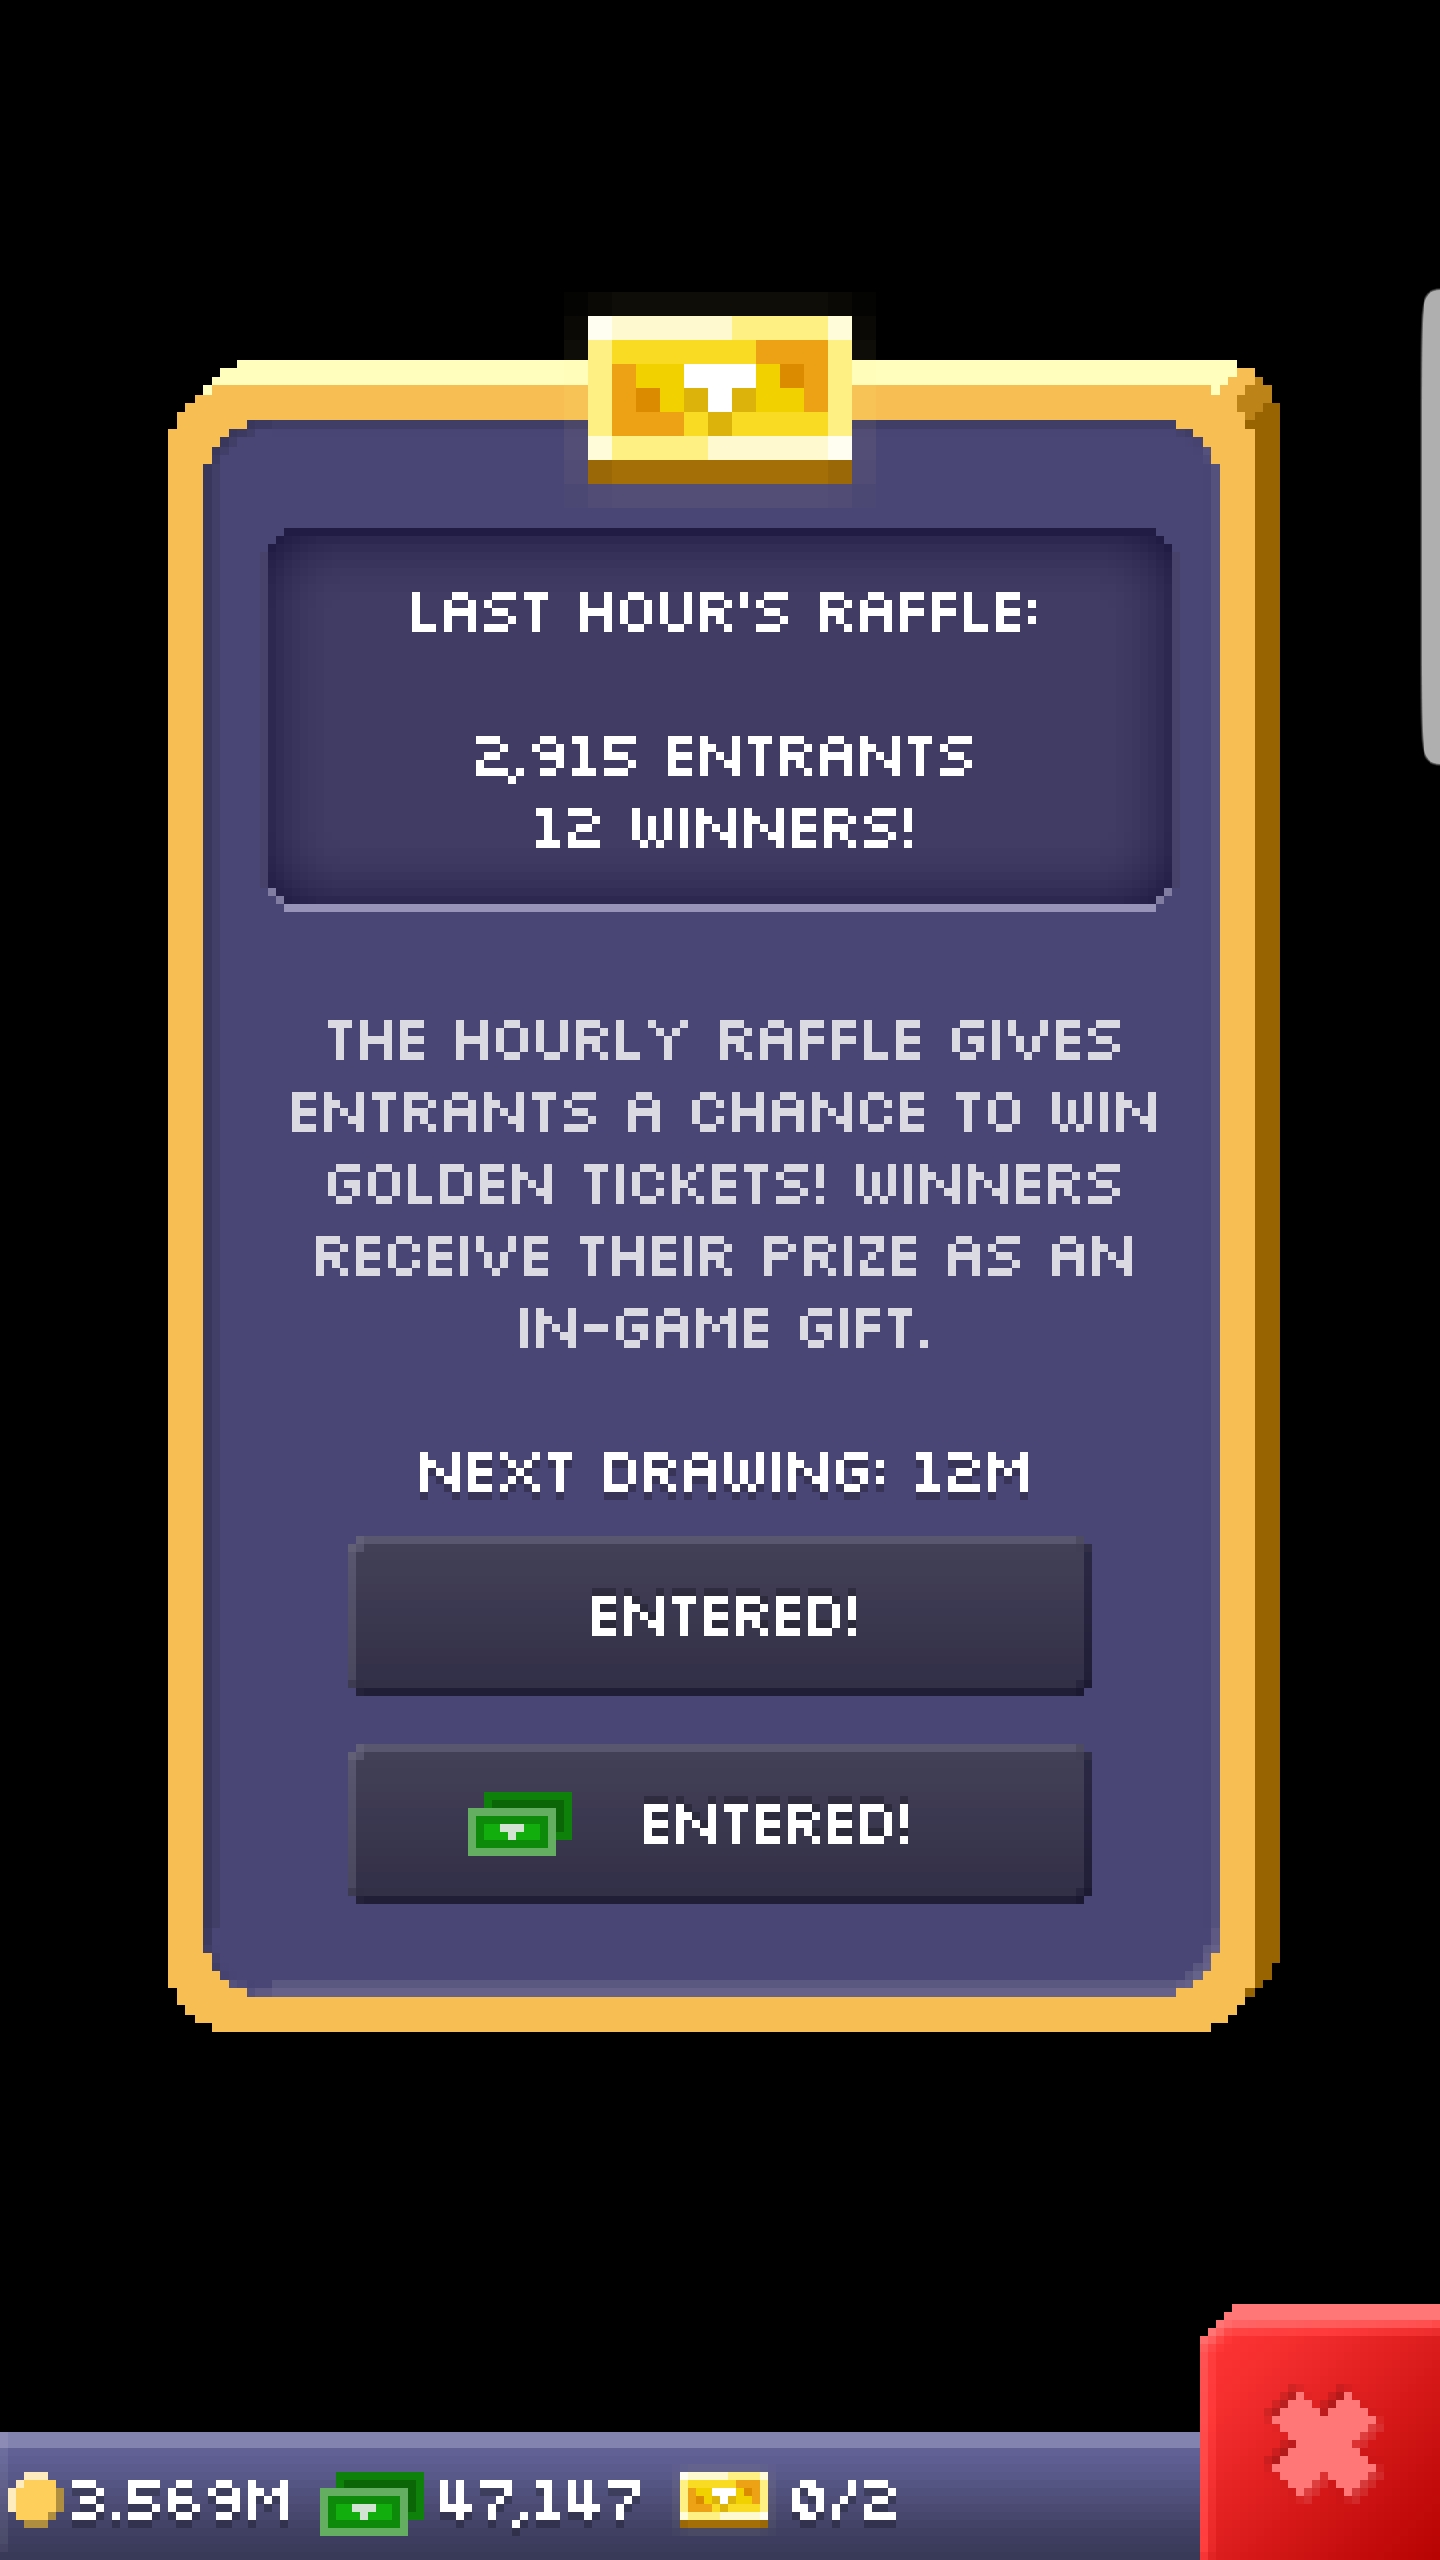 LAST HOUR'S RAFFLE:
2,915 ENTRANTS
12 WINNERS!
THE HOURLY RAFFLE GIVES
ENTRANTS A CHANCE TO WIN
GOLDEN TICKETS! WINNERS
RECEIVE THEIR PRIZE AS AN
IN-GAME GIFT.
NEXT DRAWING: 12M
ENTERED!
ENTERED!
3.569M 47,147 0/2